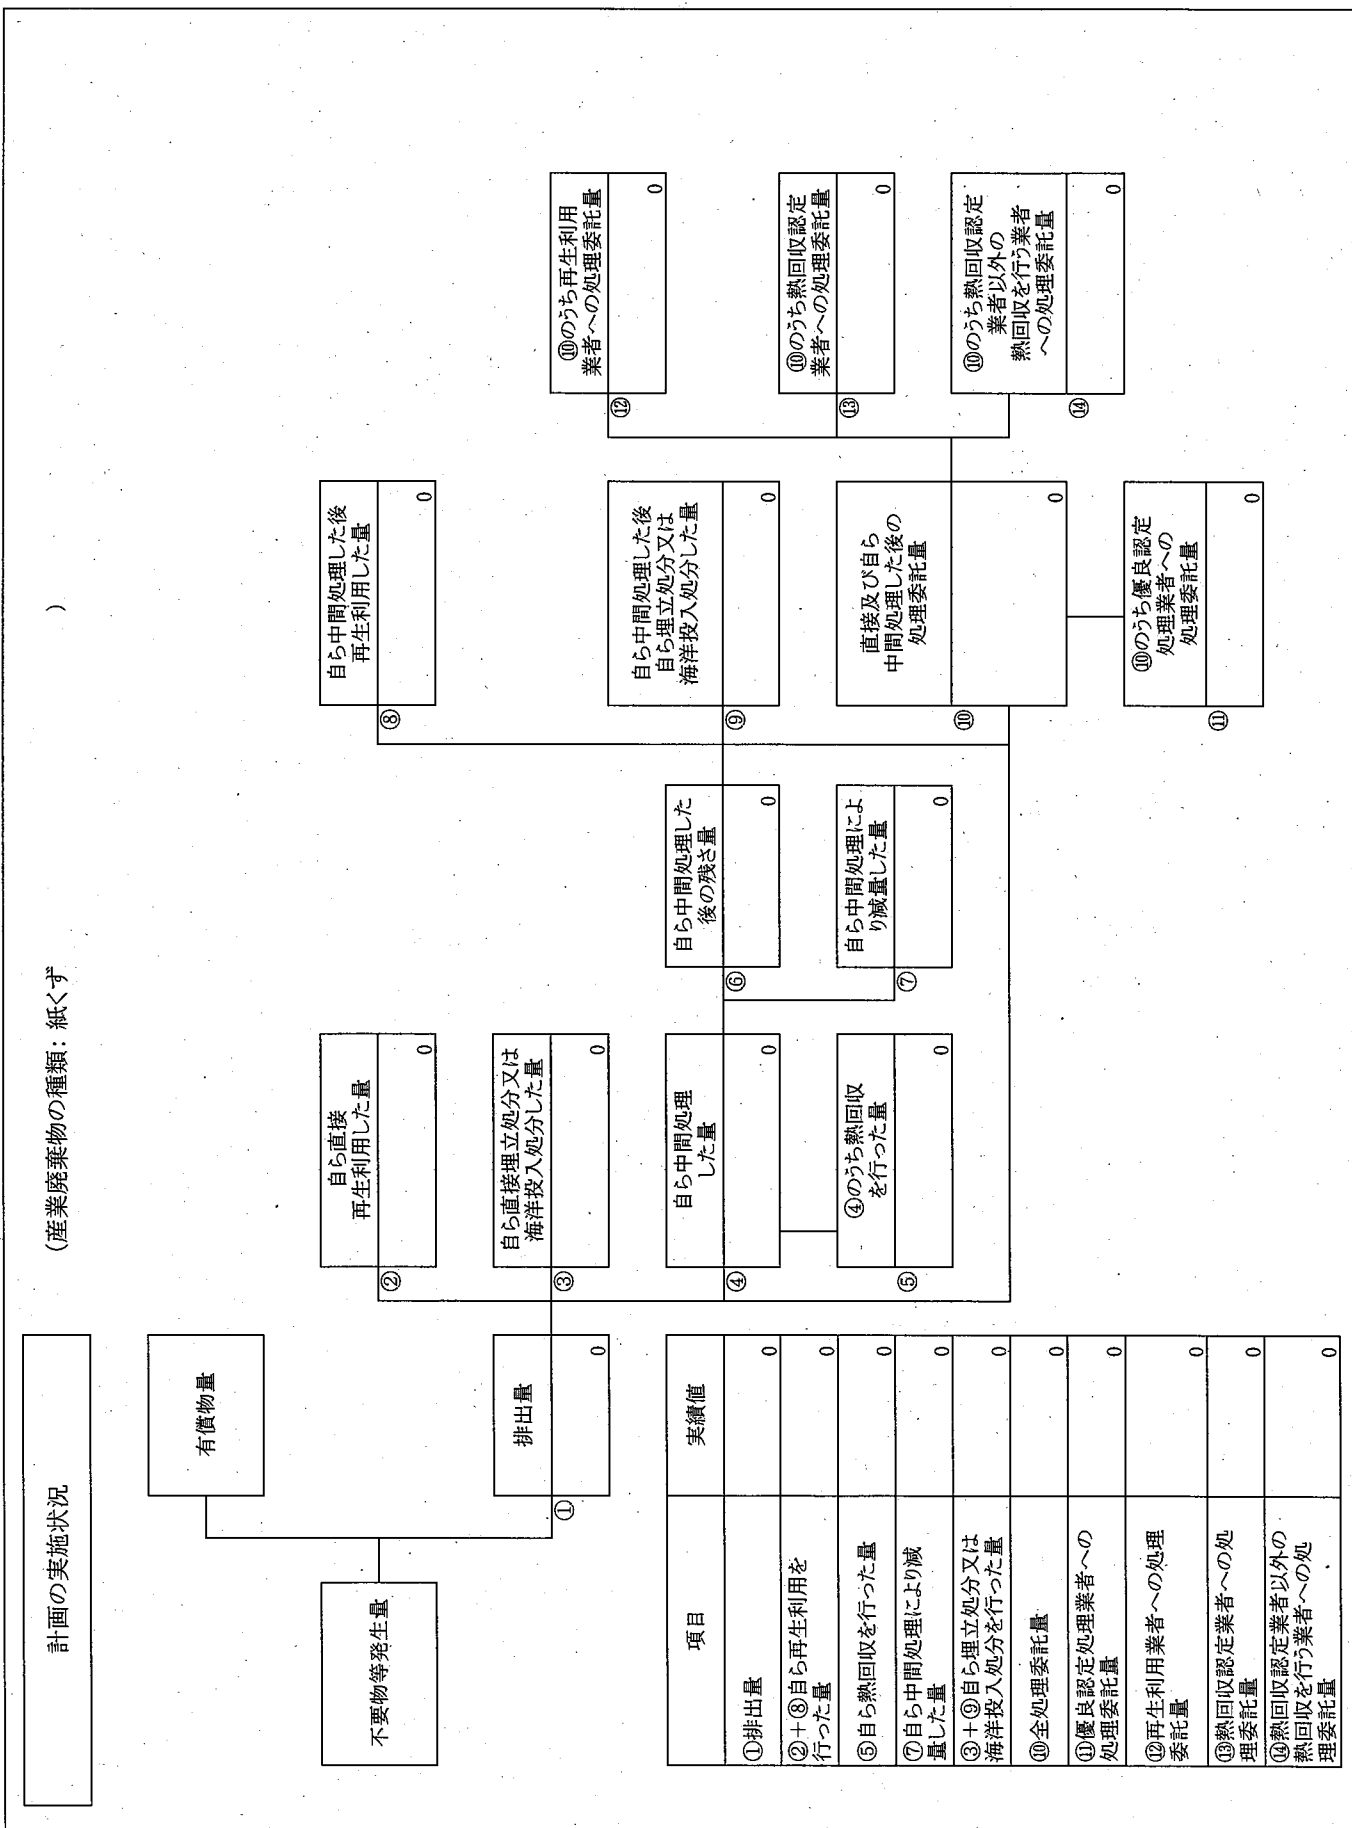 計画の実施状況
(産業廃棄物の種類:紙くず
)
不要物等発生量
有償物量
①
排出量
0
②
自ら直接
再生利用した量
0
③
自ら直接埋立処分又は
海洋投入処分した量
0
④
自ら中間処理
した量
0
⑤
④のうち熱回収
を行った量
0
⑥
自ら中間処理した
後の残さ量
0
⑦
自ら中間処理によ
り減量した量
0
⑧
自ら中間処理した後
再生利用した量
0
⑨
自ら中間処理した後
自ら埋立処分又は
海洋投入処分した量
0
⑩
直接及び自ら
中間処理した後の
処理委託量
0
⑪
⑩のうち優良認定
処理業者への
処理委託量
0
⑫
⑩のうち再生利用
業者への処理委託量
0
⑬
⑩のうち熱回収認定
業者への処理委託量
0
⑭
⑩のうち熱回収認定
業者以外の
熱回収を行う業者
への処理委託量
0
項目
実績値
①排出量
0
②+⑧自ら再生利用を
行った量
0
⑤自ら熱回収を行った量
0
⑦自ら中間処理により減
量した量
0
③+⑨自ら埋立処分又は
海洋投入処分を行った量
0
⑩全処理委託量
0
⑪優良認定処理業者への
処理委託量
0
⑫再生利用業者への処理
委託量
0
⑬熱回収認定業者への処
理委託量
0
⑭熱回収認定業者以外の
熱回収を行う業者への処
理委託量
0